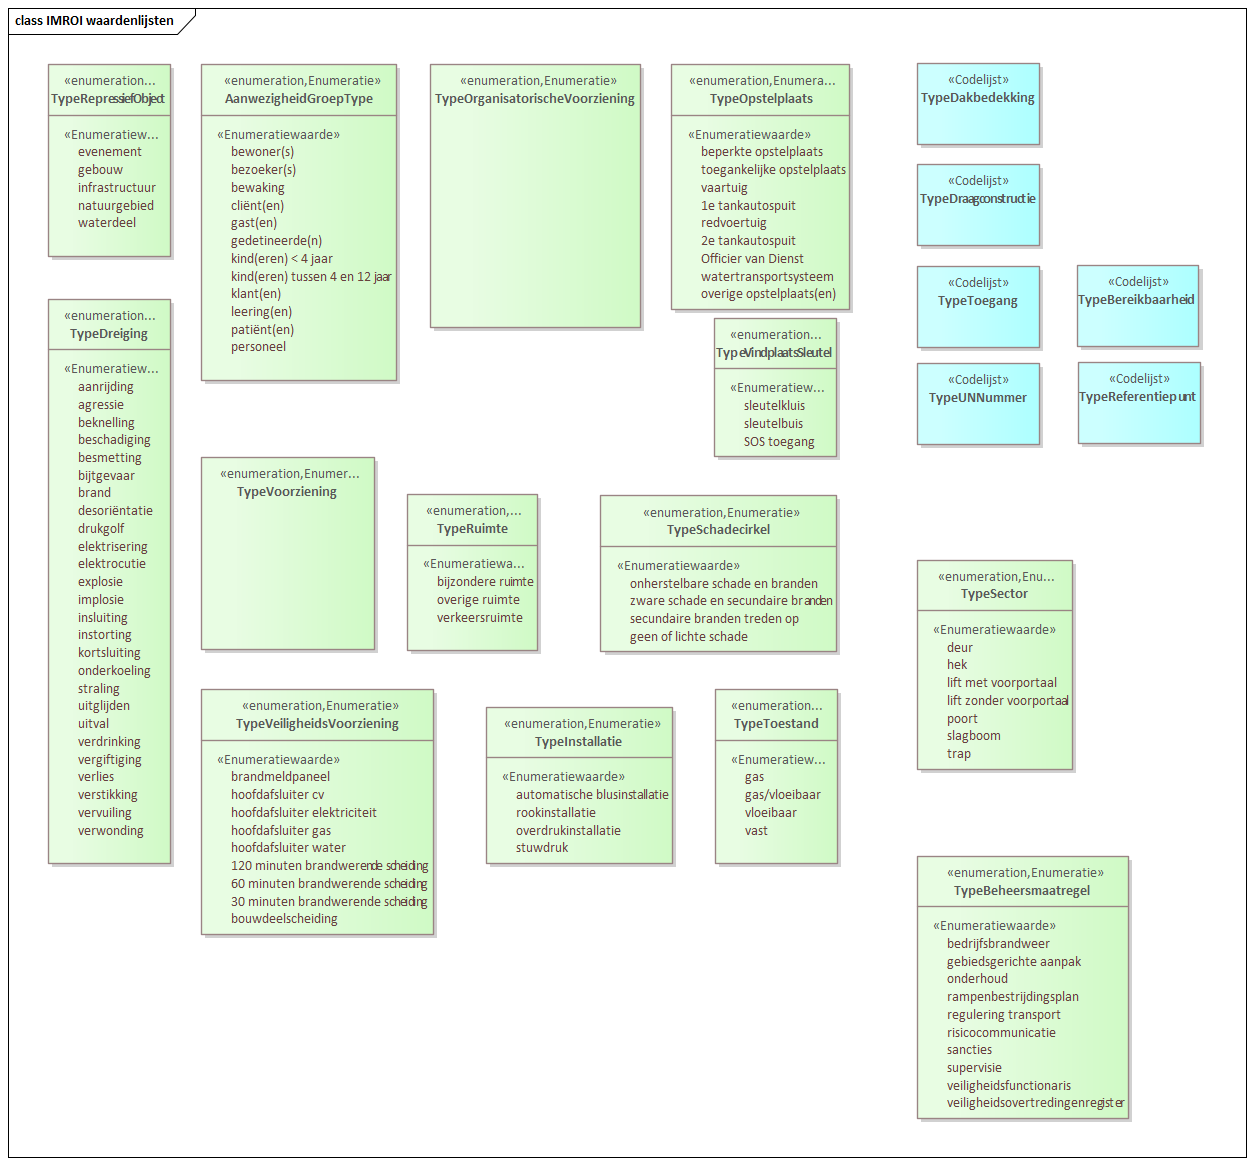 class IMROI waardenlijsten
«enumeration...
TypeRepressiefObject
«Enumeratiew...
evenement
gebouw
infrastructuur
natuurgebied
waterdeel
«enumeration,Enumeratie»
AanwezigheidGroepType
«Enumeratiewaarde»
bewoner(s)
bezoeker(s)
bewaking
cliënt(en)
gast(en)
gedetineerde(n)
kind(eren) < 4 jaar
kind(eren) tussen 4 en 12 jaar
klant(en)
leering(en)
patiënt(en)
personeel
«enumeration,Enumeratie»
TypeOrganisatorischeVoorziening
«enumeration,Enumera...
TypeOpstelplaats
«Enumeratiewaarde»
beperkte opstelplaats
toegankelijke opstelplaats
vaartuig
1e tankautospuit
redvoertuig
2e tankautospuit
Officier van Dienst
watertransportsysteem
overige opstelplaats(en)
«Codelijst»
TypeDakbedekking
«Codelijst»
TypeDraagconstructie
«Codelijst»
TypeToegang
«Codelijst»
TypeBereikbaarheid
«Codelijst»
TypeUNNummer
«Codelijst»
TypeReferentiepunt
«enumeration...
TypeDreiging
«Enumeratiew...
aanrijding
agressie
beknelling
beschadiging
besmetting
bijtgevaar
brand
desoriëntatie
drukgolf
elektrisering
elektrocutie
explosie
implosie
insluiting
instorting
kortsluiting
onderkoeling
straling
uitglijden
uitval
verdrinking
vergiftiging
verlies
verstikking
vervuiling
verwonding
«enumeration...
TypeVindplaatsSleutel
«Enumeratiew...
sleutelkluis
sleutelbuis
SOS toegang
«enumeration,Enumer...
TypeVoorziening
«enumeration,...
TypeRuimte
«Enumeratiewa...
bijzondere ruimte
overige ruimte
verkeersruimte
«enumeration,Enumeratie»
TypeSchadecirkel
«Enumeratiewaarde»
onherstelbare schade en branden
zware schade en secundaire branden
secundaire branden treden op
geen of lichte schade
«enumeration,Enu...
TypeSector
«Enumeratiewaarde»
deur
hek
lift met voorportaal
lift zonder voorportaal
poort
slagboom
trap
«enumeration,Enumeratie»
TypeVeiligheidsVoorziening
«Enumeratiewaarde»
brandmeldpaneel
hoofdafsluiter cv
hoofdafsluiter elektriciteit
hoofdafsluiter gas
hoofdafsluiter water
120 minuten brandwerende scheiding
60 minuten brandwerende scheiding
30 minuten brandwerende scheiding
bouwdeelscheiding
«enumeration,Enumeratie»
TypeInstallatie
«Enumeratiewaarde»
automatische blusinstallatie
rookinstallatie
overdrukinstallatie
stuwdruk
«enumeration...
TypeToestand
«Enumeratiew...
gas
gas/vloeibaar
vloeibaar
vast
«enumeration,Enumeratie»
TypeBeheersmaatregel
«Enumeratiewaarde»
bedrijfsbrandweer
gebiedsgerichte aanpak
onderhoud
rampenbestrijdingsplan
regulering transport
risicocommunicatie
sancties
supervisie
veiligheidsfunctionaris
veiligheidsovertredingenregister